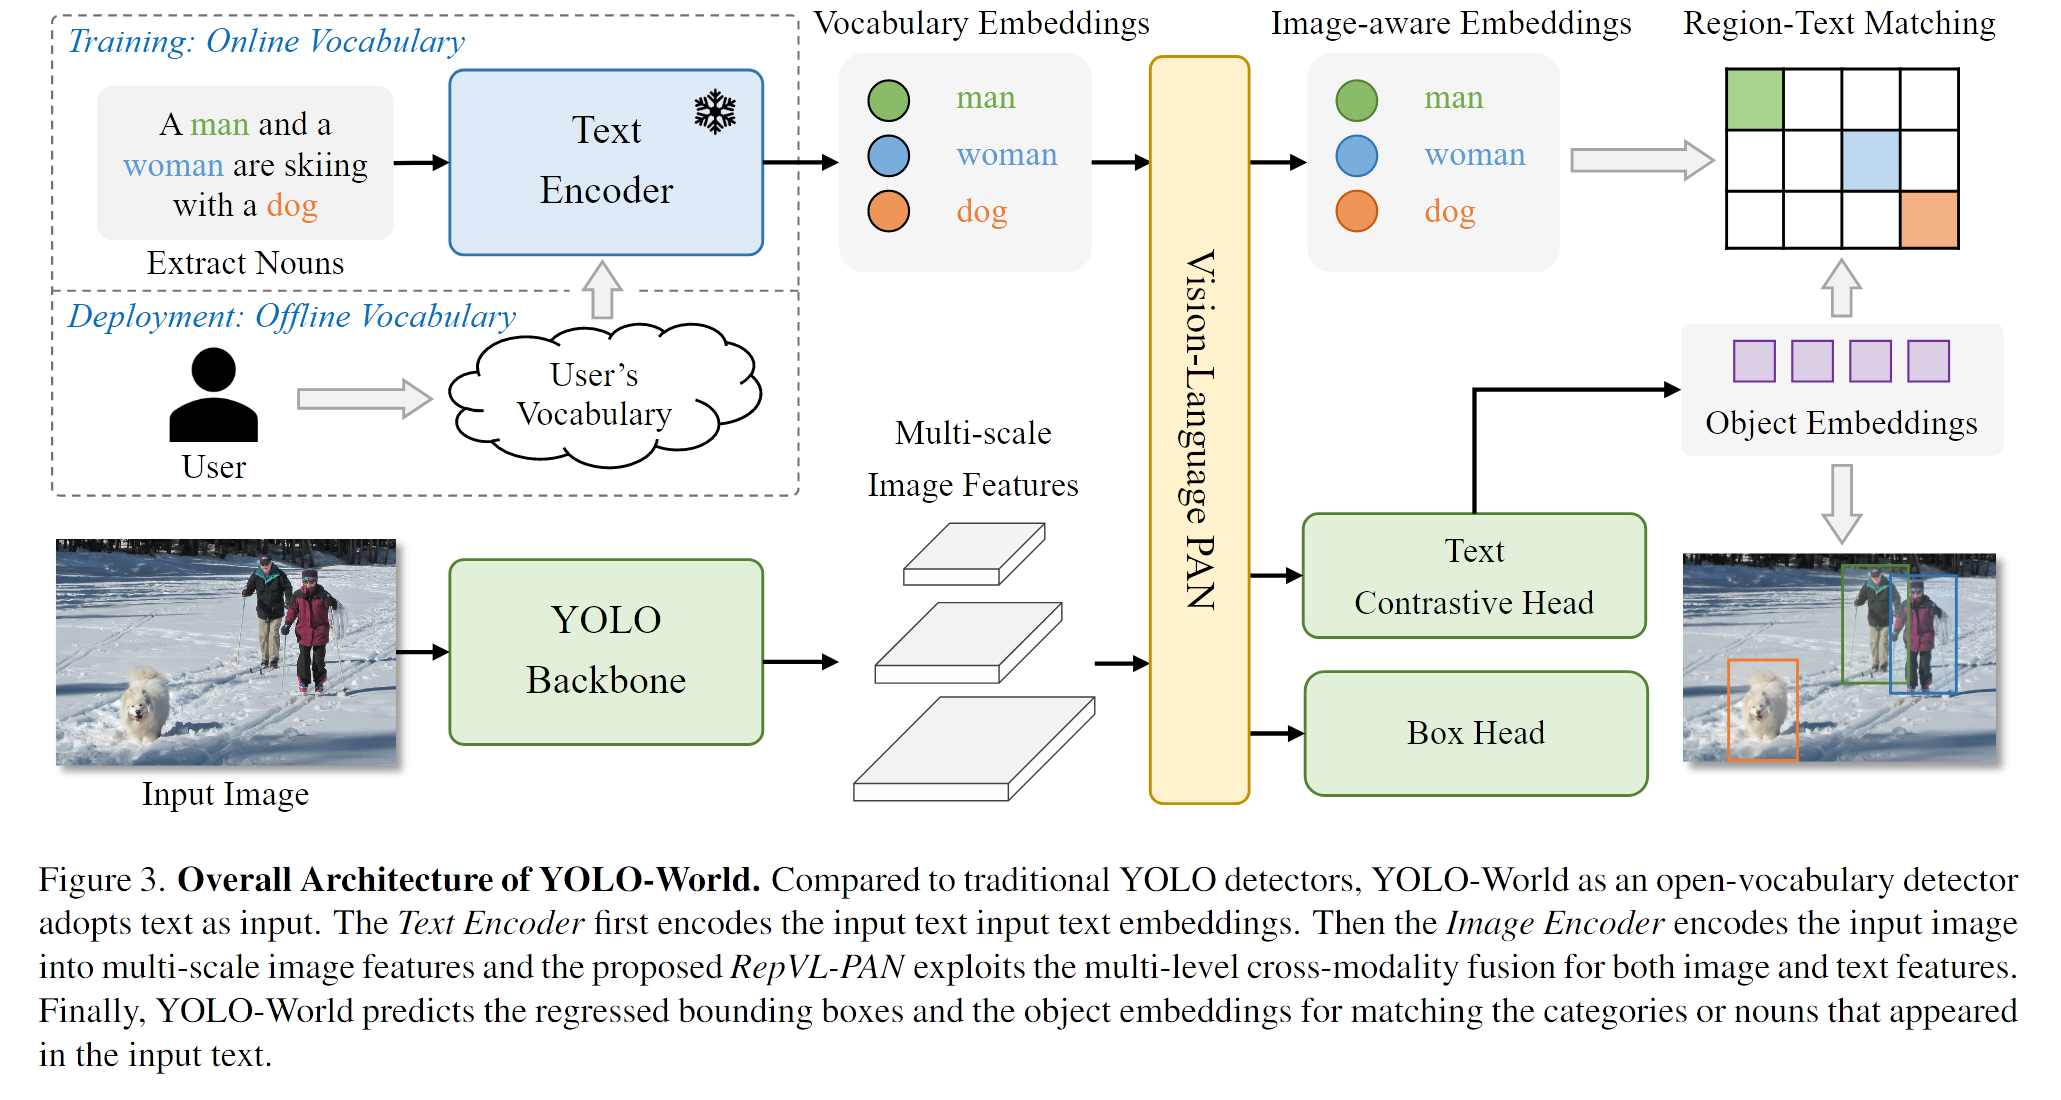 Training: Online Vocabulary
A man and a
woman are skiing
with a dog
Extract Nouns
Text
Encoder
Deployment: Offline Vocabulary
User
User's
Vocabulary
Vocabulary Embeddings
man
woman
dog
Image-aware Embeddings
man
woman
dog
Region-Text Matching
Input Image
YOLO
Backbone
Multi-scale
Image Features
Vision-Language PAN
Text
Contrastive Head
Box Head
Object Embeddings
Figure 3. Overall Architecture of YOLO-World. Compared to traditional YOLO detectors, YOLO-World as an open-vocabulary detector
adopts text as input. The Text Encoder first encodes the input text input text embeddings. Then the Image Encoder encodes the input image
into multi-scale image features and the proposed RepVL-PAN exploits the multi-level cross-modality fusion for both image and text features.
Finally, YOLO-World predicts the regressed bounding boxes and the object embeddings for matching the categories or nouns that appeared
in the input text.